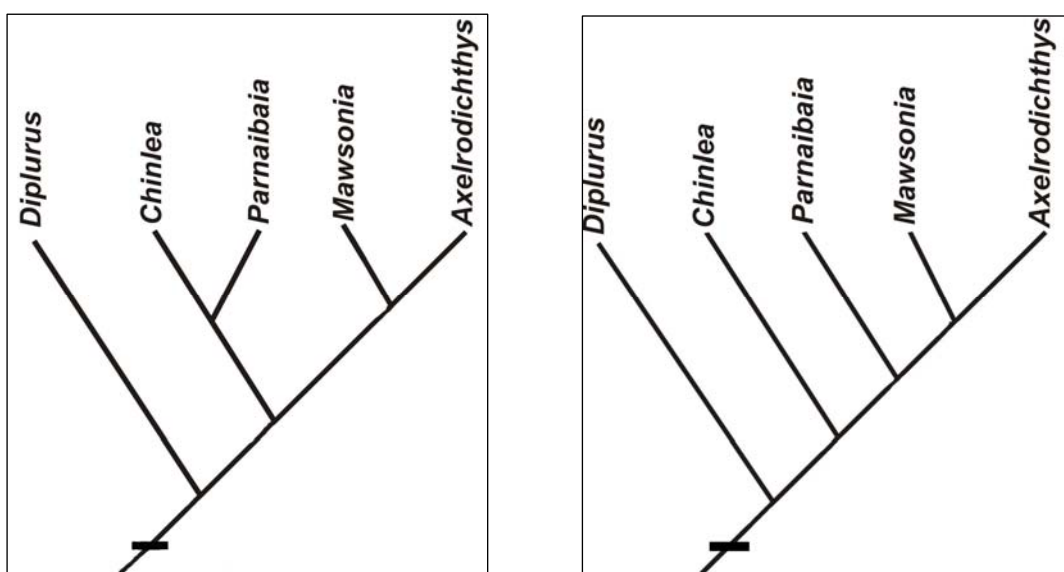 Diplurus
Chinlea
Parnaibaia
Mawsonia
Axelrodichthys
Diplurus
Chinlea
Parnaibaia
Mawsonia
Axelrodichthys